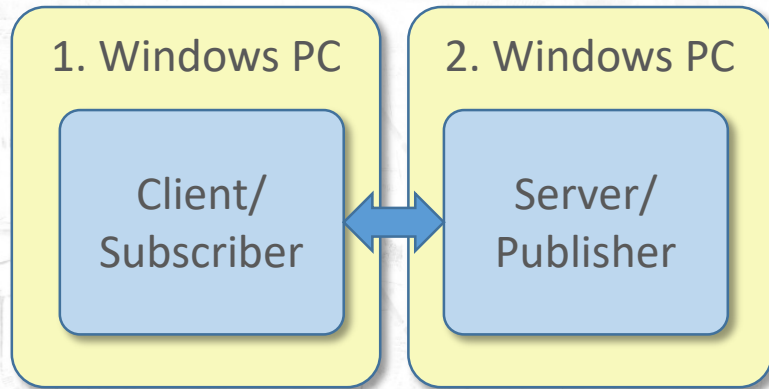 1. Windows PC
Client/
Subscriber
2. Windows PC
Server/
Publisher